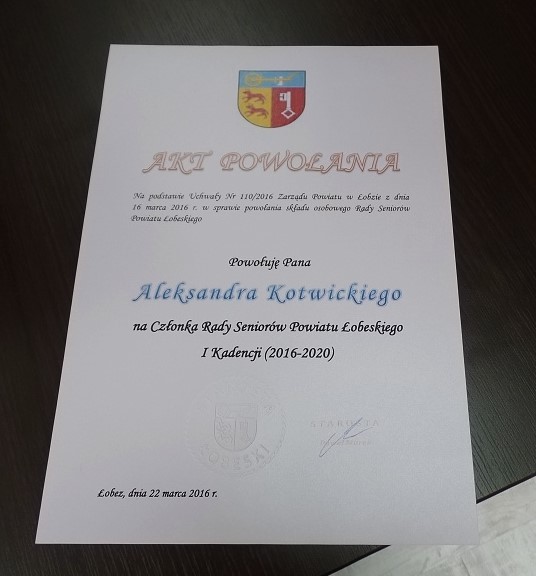 AKT POWOŁANIA
Na podstawie Uchwały Nr 110/2016 Zarządu Powiatu w Łobzie z dnia
16 marca 2016 r. w sprawie powołania składu osobowego Rady Seniorów
Powiatu Łobeskiego
Powołuję Pana
Aleksandra Kotwickiego
na Członka Rady Seniorów Powiatu Łobeskiego
I Kadencji (2016-2020)
STAROSTA
ŁOBESKI
Łobez, dnia 22 marca 2016 r.